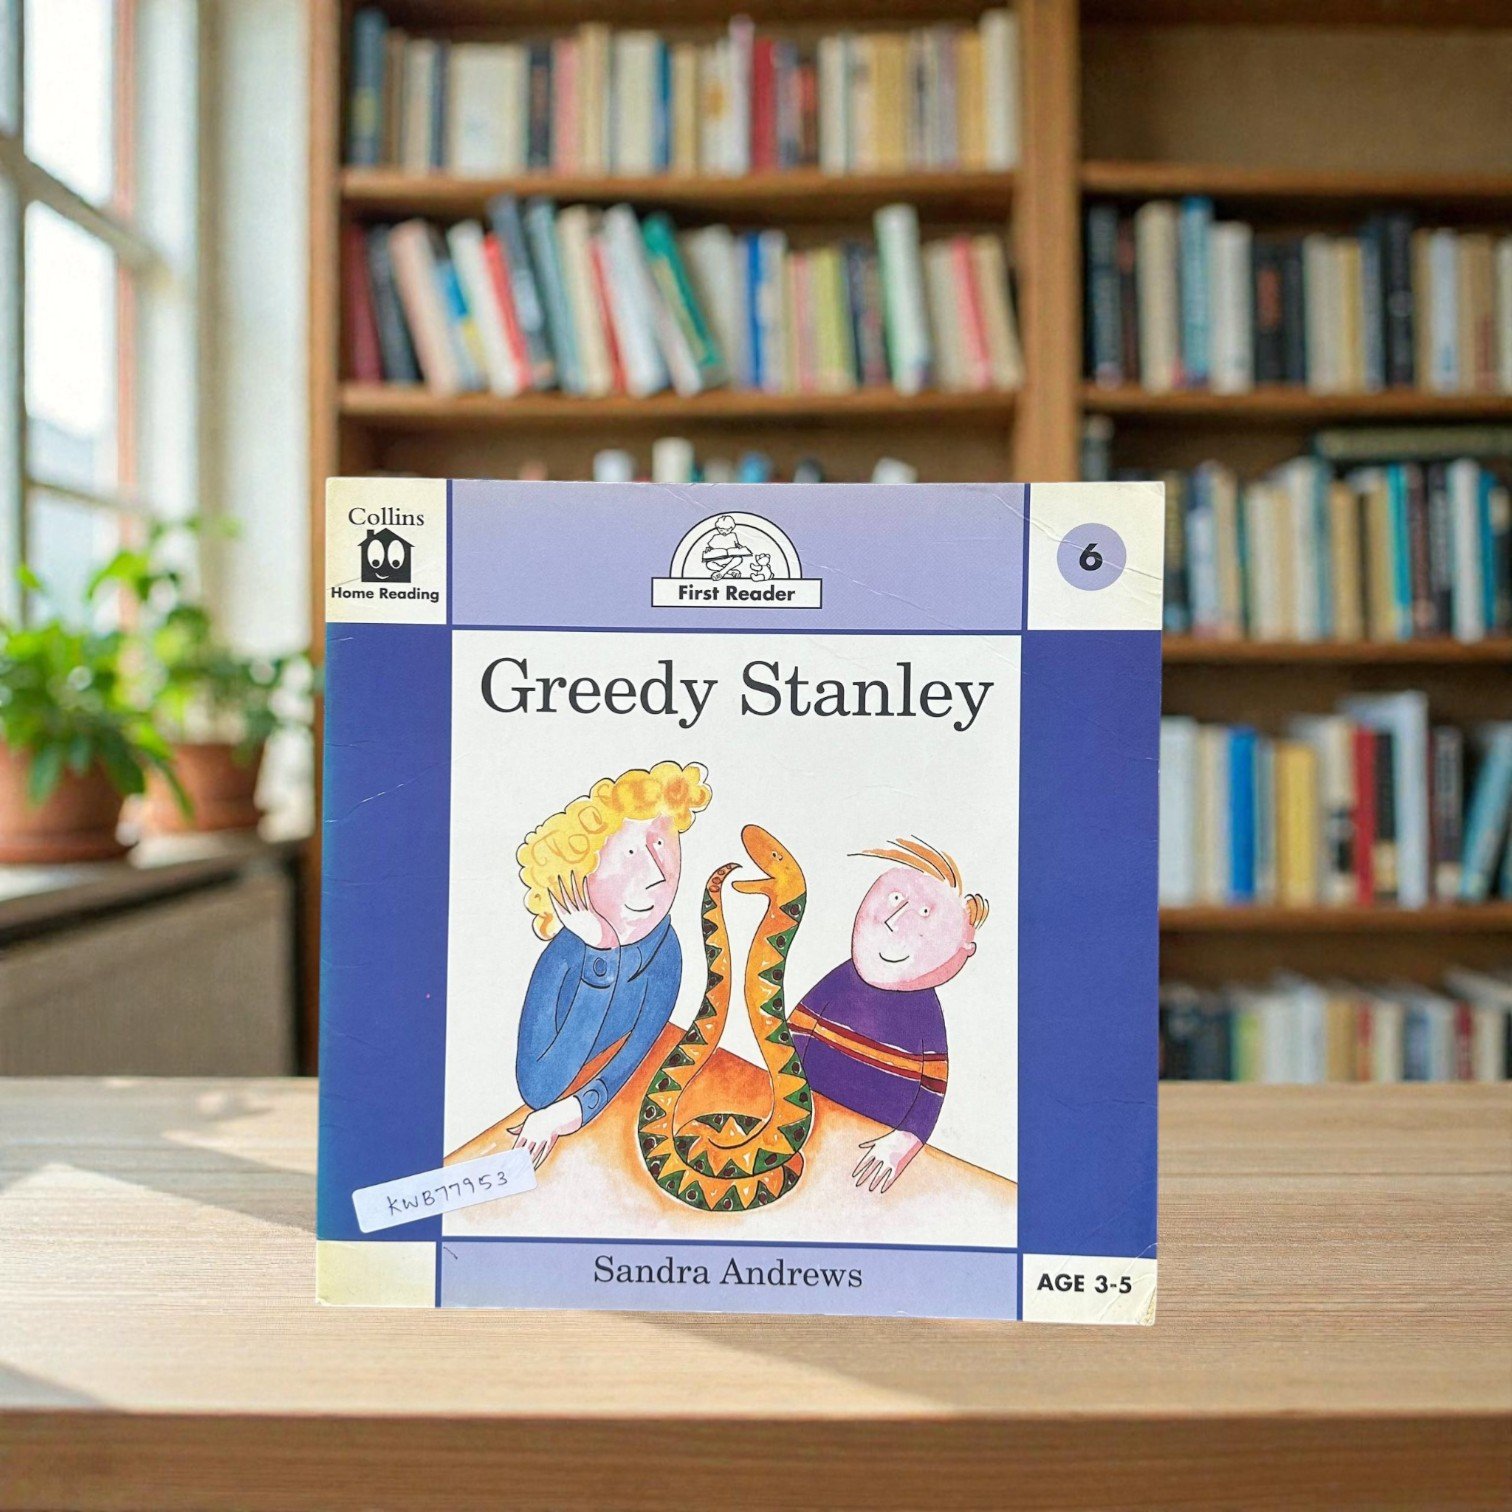 Collins
Home Reading
First Reader
6
Greedy Stanley
KWB77953
Sandra Andrews
AGE 3-5